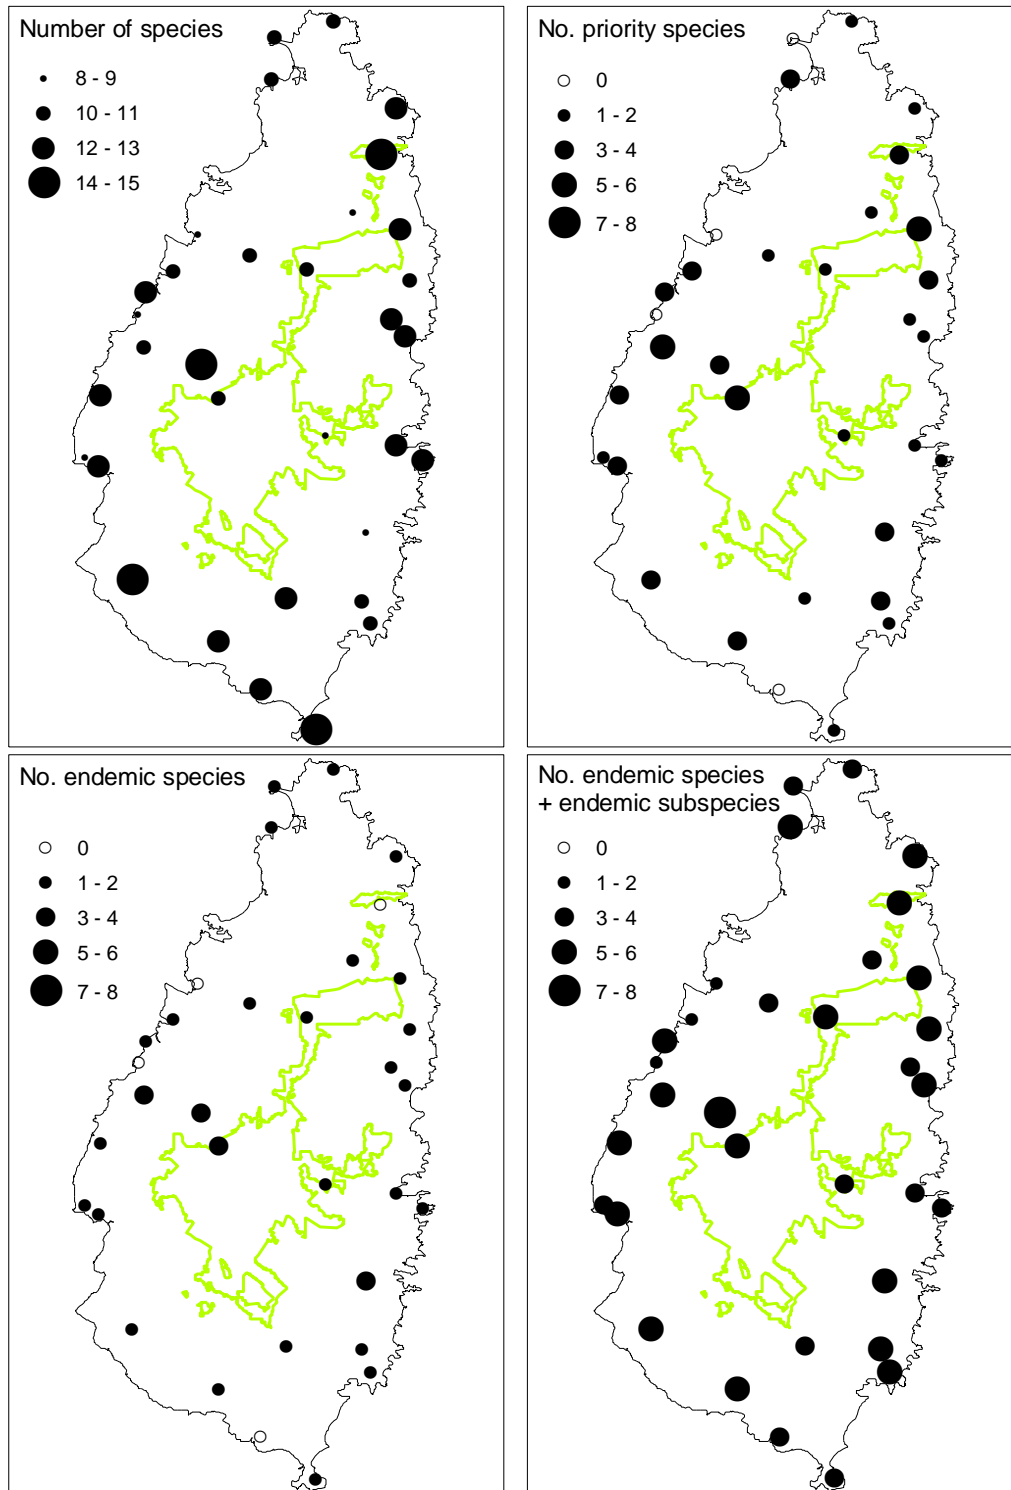 Number of species
8 - 9
10 - 11
12 - 13
14 - 15
No. priority species
0
1 - 2
3 - 4
5 - 6
7 - 8
No. endemic species
0
1 - 2
3 - 4
5 - 6
7 - 8
No. endemic species
+ endemic subspecies
0
1 - 2
3 - 4
5 - 6
7 - 8